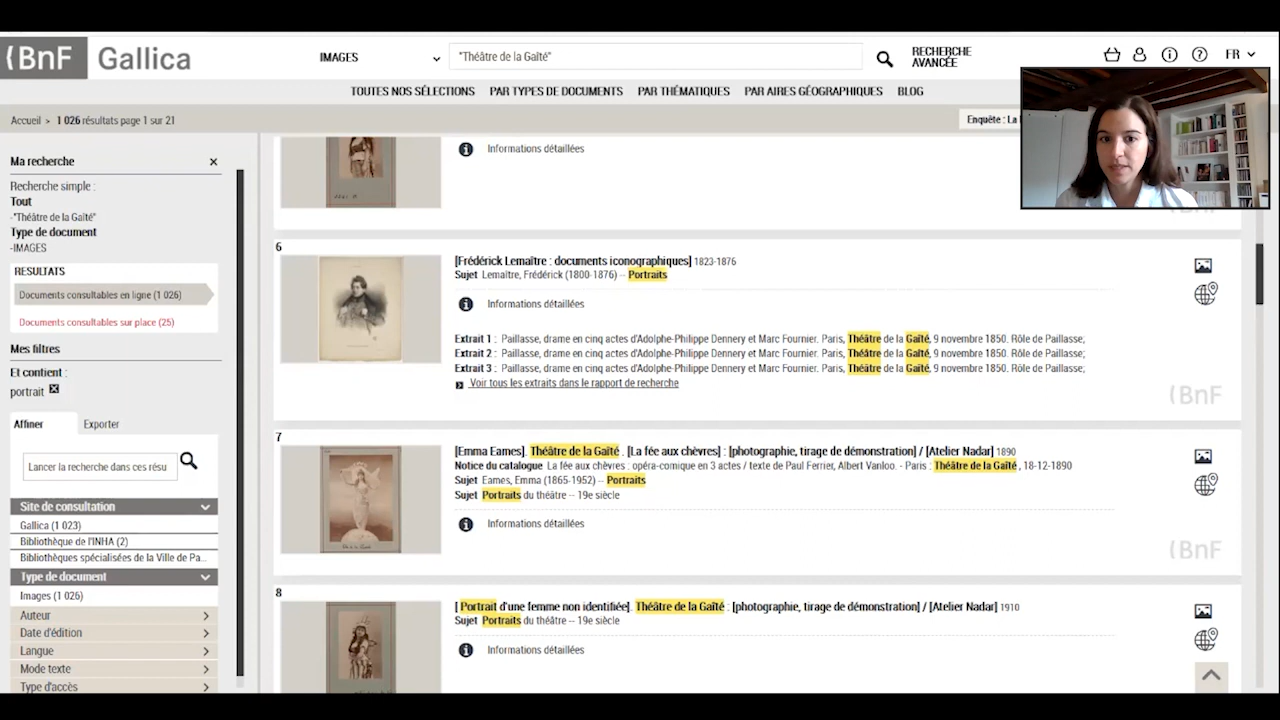 {BnF Gallica
IMAGES
"Théâtre de la Gaîté"
RECHERCHE
AVANCÉE
FR
TOUTES NOS SÉLECTIONS PAR TYPES DE DOCUMENTS PAR THÉMATIQUES PAR AIRES GÉOGRAPHIQUES BLOG
Accueil > 1 026 résultats page 1 sur 21
Enquête : La
Ma recherche
Recherche simple :
Tout
-"Théâtre de la Gaîté"
Type de document
-IMAGES
RESULTATS
Documents consultables en ligne (1 026)
Documents consultables sur place (25)
Mes filtres
Et contient :
portrait
Affiner Exporter
Lancer la recherche dans ces résu
Site de consultation
Gallica (1 023)
Bibliothèque de l'INHA (2)
Bibliothèques spécialisées de la Ville de Pa...
Type de document
Images (1 026)
Auteur
Date d'édition
Langue
Mode texte
Type d'accès
Informations détaillées
6
[Frédérick Lemaître : documents iconographiques] 1823-1876
Sujet Lemaître, Frédérick (1800-1876) -- Portraits
Informations détaillées
Extrait 1 : Paillasse, drame en cinq actes d'Adolphe-Philippe Dennery et Marc Fournier. Paris, Théâtre de la Gaîté, 9 novembre 1850. Rôle de Paillasse;
Extrait 2 : Paillasse, drame en cinq actes d'Adolphe-Philippe Dennery et Marc Fournier. Paris, Théâtre de la Gaîté, 9 novembre 1850. Rôle de Paillasse;
Extrait 3 : Paillasse, drame en cinq actes d'Adolphe-Philippe Dennery et Marc Fournier. Paris, Théâtre de la Gaîté, 9 novembre 1850. Rôle de Paillasse;
Voir tous les extraits dans le rapport de recherche
{BnF
7
[Emma Eames]. Théâtre de la Gaîté . [La fée aux chèvres] : [photographie, tirage de démonstration] / [Atelier Nadar] 1890
Notice du catalogue La fée aux chèvres : opéra-comique en 3 actes / texte de Paul Ferrier, Albert Vanloo. - Paris : Théâtre de la Gaîté , 18-12-1890
Sujet Eames, Emma (1865-1952) -- Portraits
Sujet Portraits du théâtre -- 19e siècle
Informations détaillées
{BnF
8
[ Portrait d'une femme non identifiée]. Théâtre de la Gaîté : [photographie, tirage de démonstration] / [Atelier Nadar] 1910
Sujet Portraits du théâtre -- 19e siècle
Informations détaillées